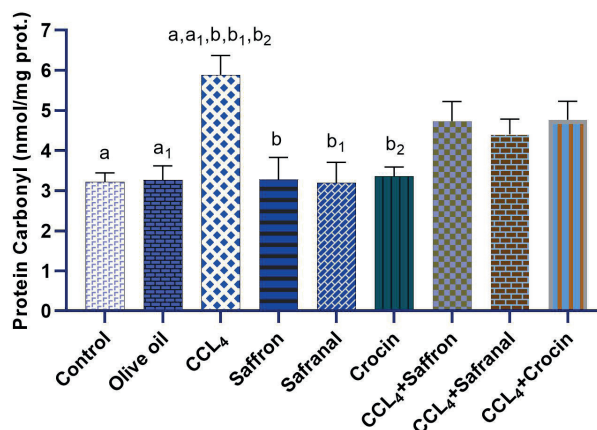 Protein Carbonyl (nmol/mg prot.)
7
6
5
4
3
2
1
0
a
a₁
a,a₁,b,b₁,b₂
b
b₁
b₂
Control
Olive oil
CCL₄
Saffron
Safranal
Crocin
CCL₄+Saffron
CCL₄+Safranal
CCL₄+Crocin